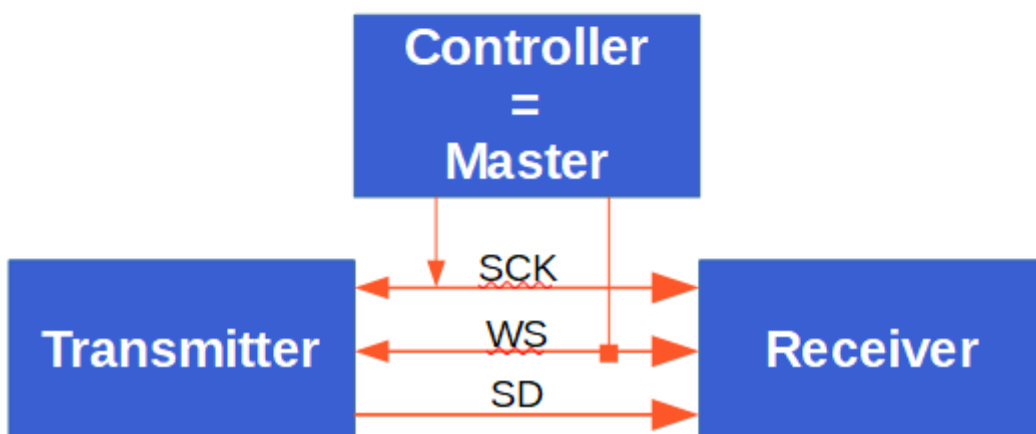 Controller
=
Master
SCK
Transmitter
WS
Receiver
SD